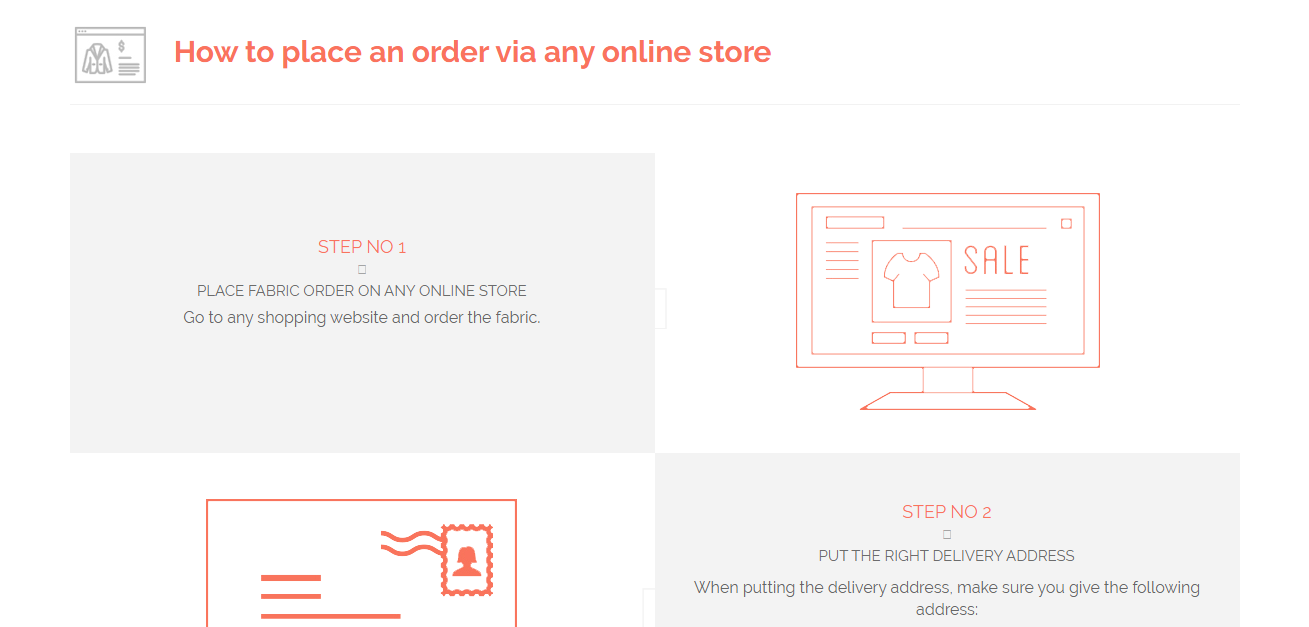 How to place an order via any online store
STEP NO 1
PLACE FABRIC ORDER ON ANY ONLINE STORE
Go to any shopping website and order the fabric.
$
SALE
STEP NO 2
PUT THE RIGHT DELIVERY ADDRESS
When putting the delivery address, make sure you give the following
address: